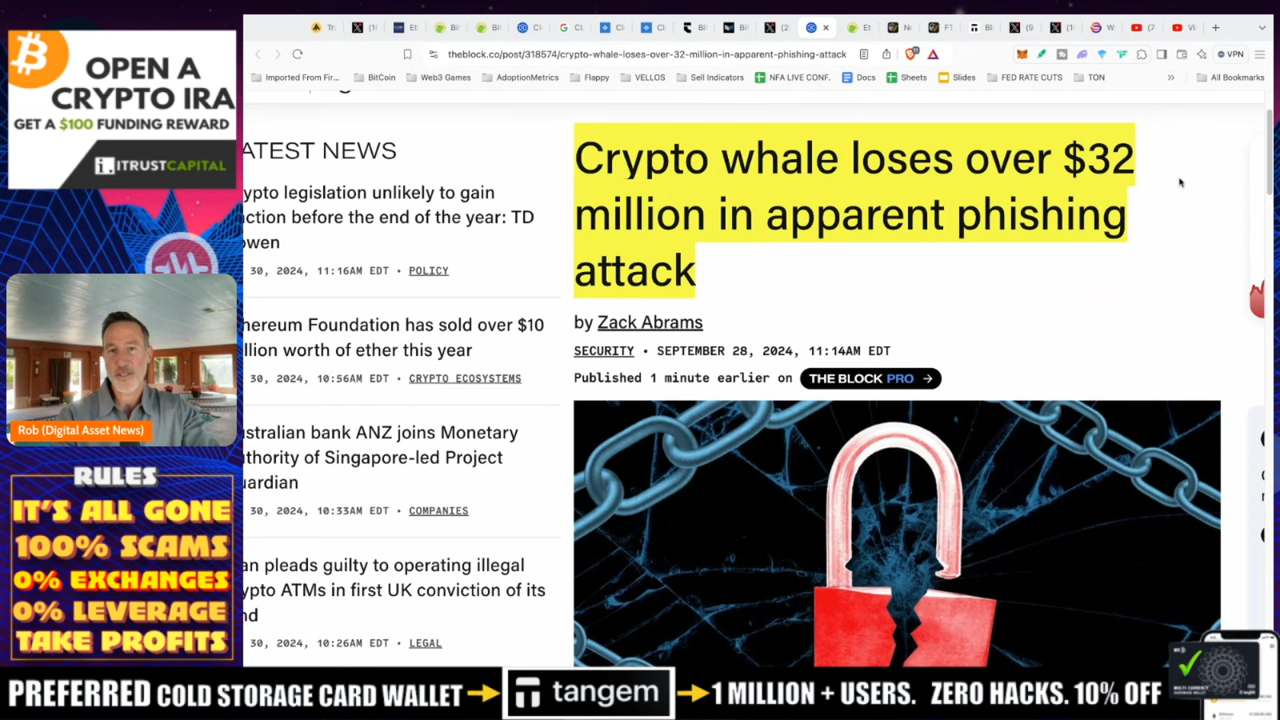 OPEN A
CRYPTO IRA
GET A $100 FUNDING REWARD
ITRUSTCAPITAL
theblock.co/post/318574/crypto-whale-loses-over-32-million-in-apparent-phishing-attack
VPN
Imported From Fir...
BitCoin
Web3 Games
AdoptionMetrics
Flappy
VELLOS
Sell Indicators
NFA LIVE CONF.
Docs
Sheets
Slides
FED RATE CUTS
TON
»
All Bookmarks
ATEST NEWS
ypto legislation unlikely to gain
ction before the end of the year: TD
owen
30, 2024, 11:16AM EDT • POLICY
hereum Foundation has sold over $10
llion worth of ether this year
30, 2024, 10:56AM EDT • CRYPTO ECOSYSTEMS
ustralian bank ANZ joins Monetary
uthority of Singapore-led Project
uardian
30, 2024, 10:33AM EDT • COMPANIES
an pleads guilty to operating illegal
ypto ATMs in first UK conviction of its
nd
30, 2024, 10:26AM EDT • LEGAL
Crypto whale loses over $32
million in apparent phishing
attack
by Zack Abrams
SECURITY • SEPTEMBER 28, 2024, 11:14AM EDT
Published 1 minute earlier on THE BLOCK PRO →
Rob (Digital Asset News)
RULES
IT'S ALL GONE
100% SCAMS
0% EXCHANGES
0% LEVERAGE
TAKE PROFITS
PREFERRED COLD STORAGE CARD WALLET
tangem
1 MILLION + USERS. ZERO HACKS. 10% OFF